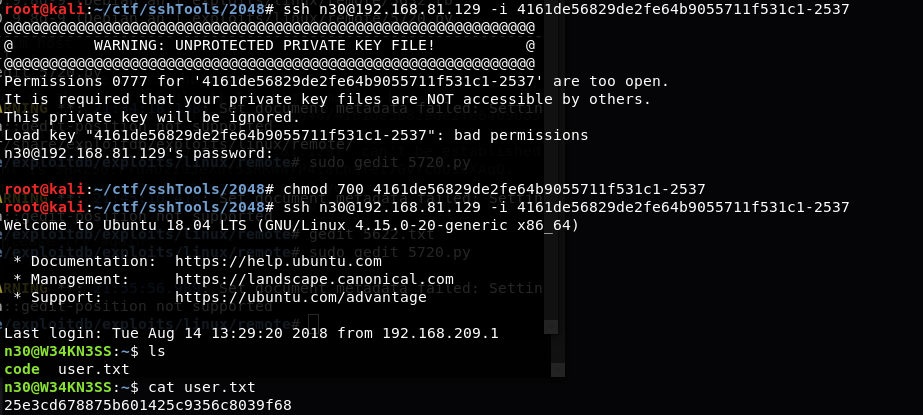 root@kali:~/ctf/sshTools/2048# ssh n30@192.168.81.129 -i 4161de56829de2fe64b9055711f531c1-2537
@@@@@@@@@@@@@@@@@@@@@@@@@@@@@@@@@@@@@@@@@@@@@@@@@@@@@@@@@@@
@         WARNING: UNPROTECTED PRIVATE KEY FILE!          @
@@@@@@@@@@@@@@@@@@@@@@@@@@@@@@@@@@@@@@@@@@@@@@@@@@@@@@@@@@@
Permissions 0777 for '4161de56829de2fe64b9055711f531c1-2537' are too open.
It is required that your private key files are NOT accessible by others.
This private key will be ignored.
Load key "4161de56829de2fe64b9055711f531c1-2537": bad permissions
n30@192.168.81.129's password:
root@kali:~/ctf/sshTools/2048# chmod 700 4161de56829de2fe64b9055711f531c1-2537
root@kali:~/ctf/sshTools/2048# ssh n30@192.168.81.129 -i 4161de56829de2fe64b9055711f531c1-2537
Welcome to Ubuntu 18.04 LTS (GNU/Linux 4.15.0-20-generic x86_64)
 * Documentation:  https://help.ubuntu.com
 * Management:     https://landscape.canonical.com
 * Support:        https://ubuntu.com/advantage
Last login: Tue Aug 14 13:29:20 2018 from 192.168.209.1
n30@W34KN3SS:~$ ls
code  user.txt
n30@W34KN3SS:~$ cat user.txt
25e3cd678875b601425c9356c8039f68